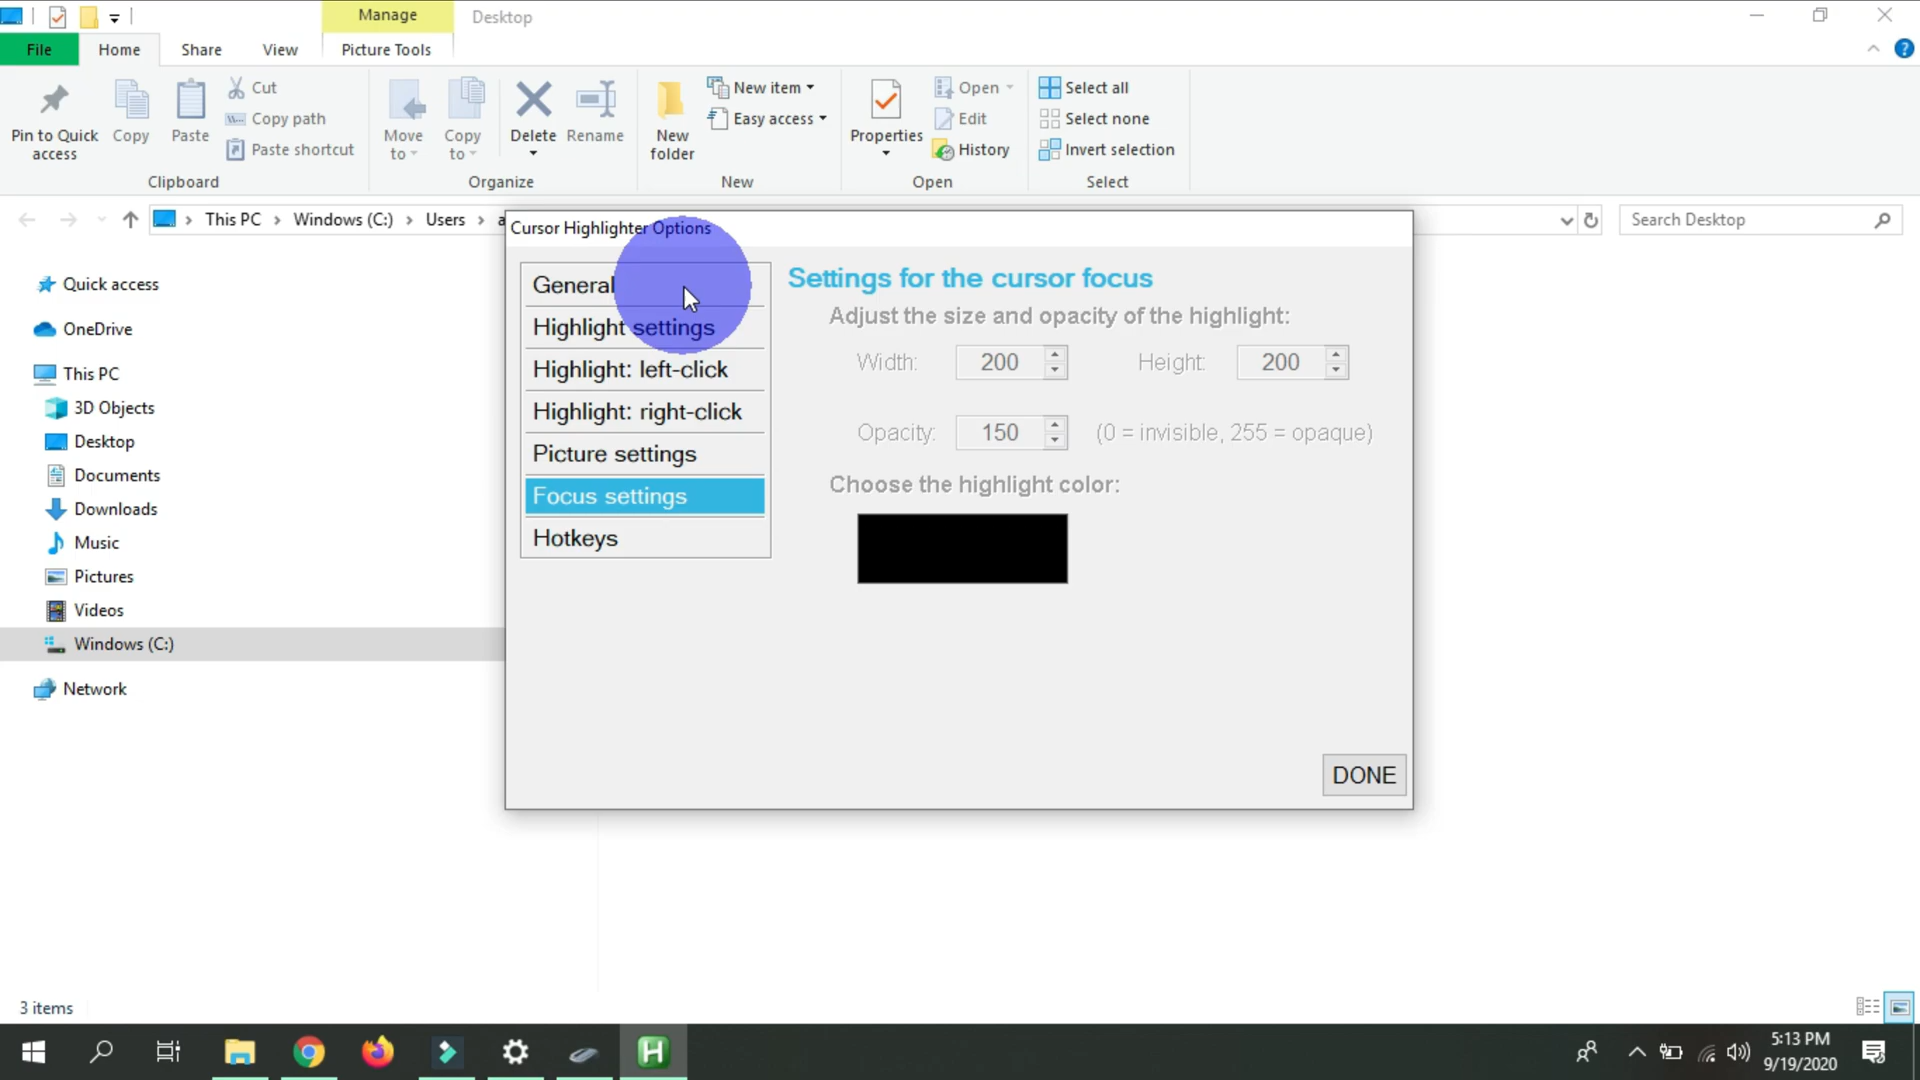 Manage
Desktop
File
Home
Share
View
Picture Tools
Pin to Quick
access
Copy
Paste
Cut
Copy path
Paste shortcut
Clipboard
Move
to
Copy
to
Delete
Rename
Organize
New
folder
New item
Easy access
New
Properties
Open
Edit
History
Open
Select all
Select none
Invert selection
Select
This PC
Windows (C:)
Users
a
Search Desktop
Quick access
OneDrive
This PC
3D Objects
Desktop
Documents
Downloads
Music
Pictures
Videos
Windows (C:)
Network
Cursor Highlighter Options
General
Highlight settings
Highlight: left-click
Highlight: right-click
Picture settings
Focus settings
Hotkeys
Settings for the cursor focus
Adjust the size and opacity of the highlight:
Width: 200 Height: 200
Opacity: 150 (0 = invisible, 255 = opaque)
Choose the highlight color:
DONE
3 items
H
5:13 PM
9/19/2020